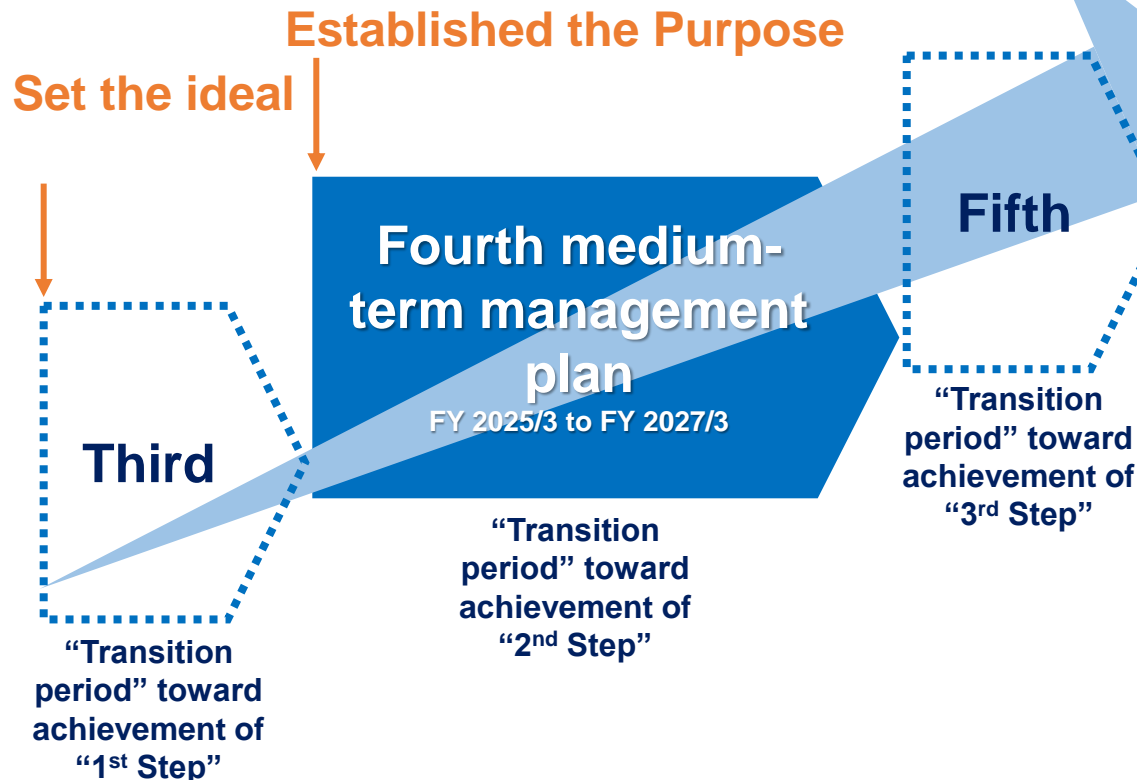 Established the Purpose
Set the ideal
Third
“Transition
period” toward
achievement of
“1st Step”
Fourth medium-
term management
plan
FY 2025/3 to FY 2027/3
“Transition
period” toward
achievement of
“2nd Step”
Fifth
“Transition
period” toward
achievement of
“3rd Step”